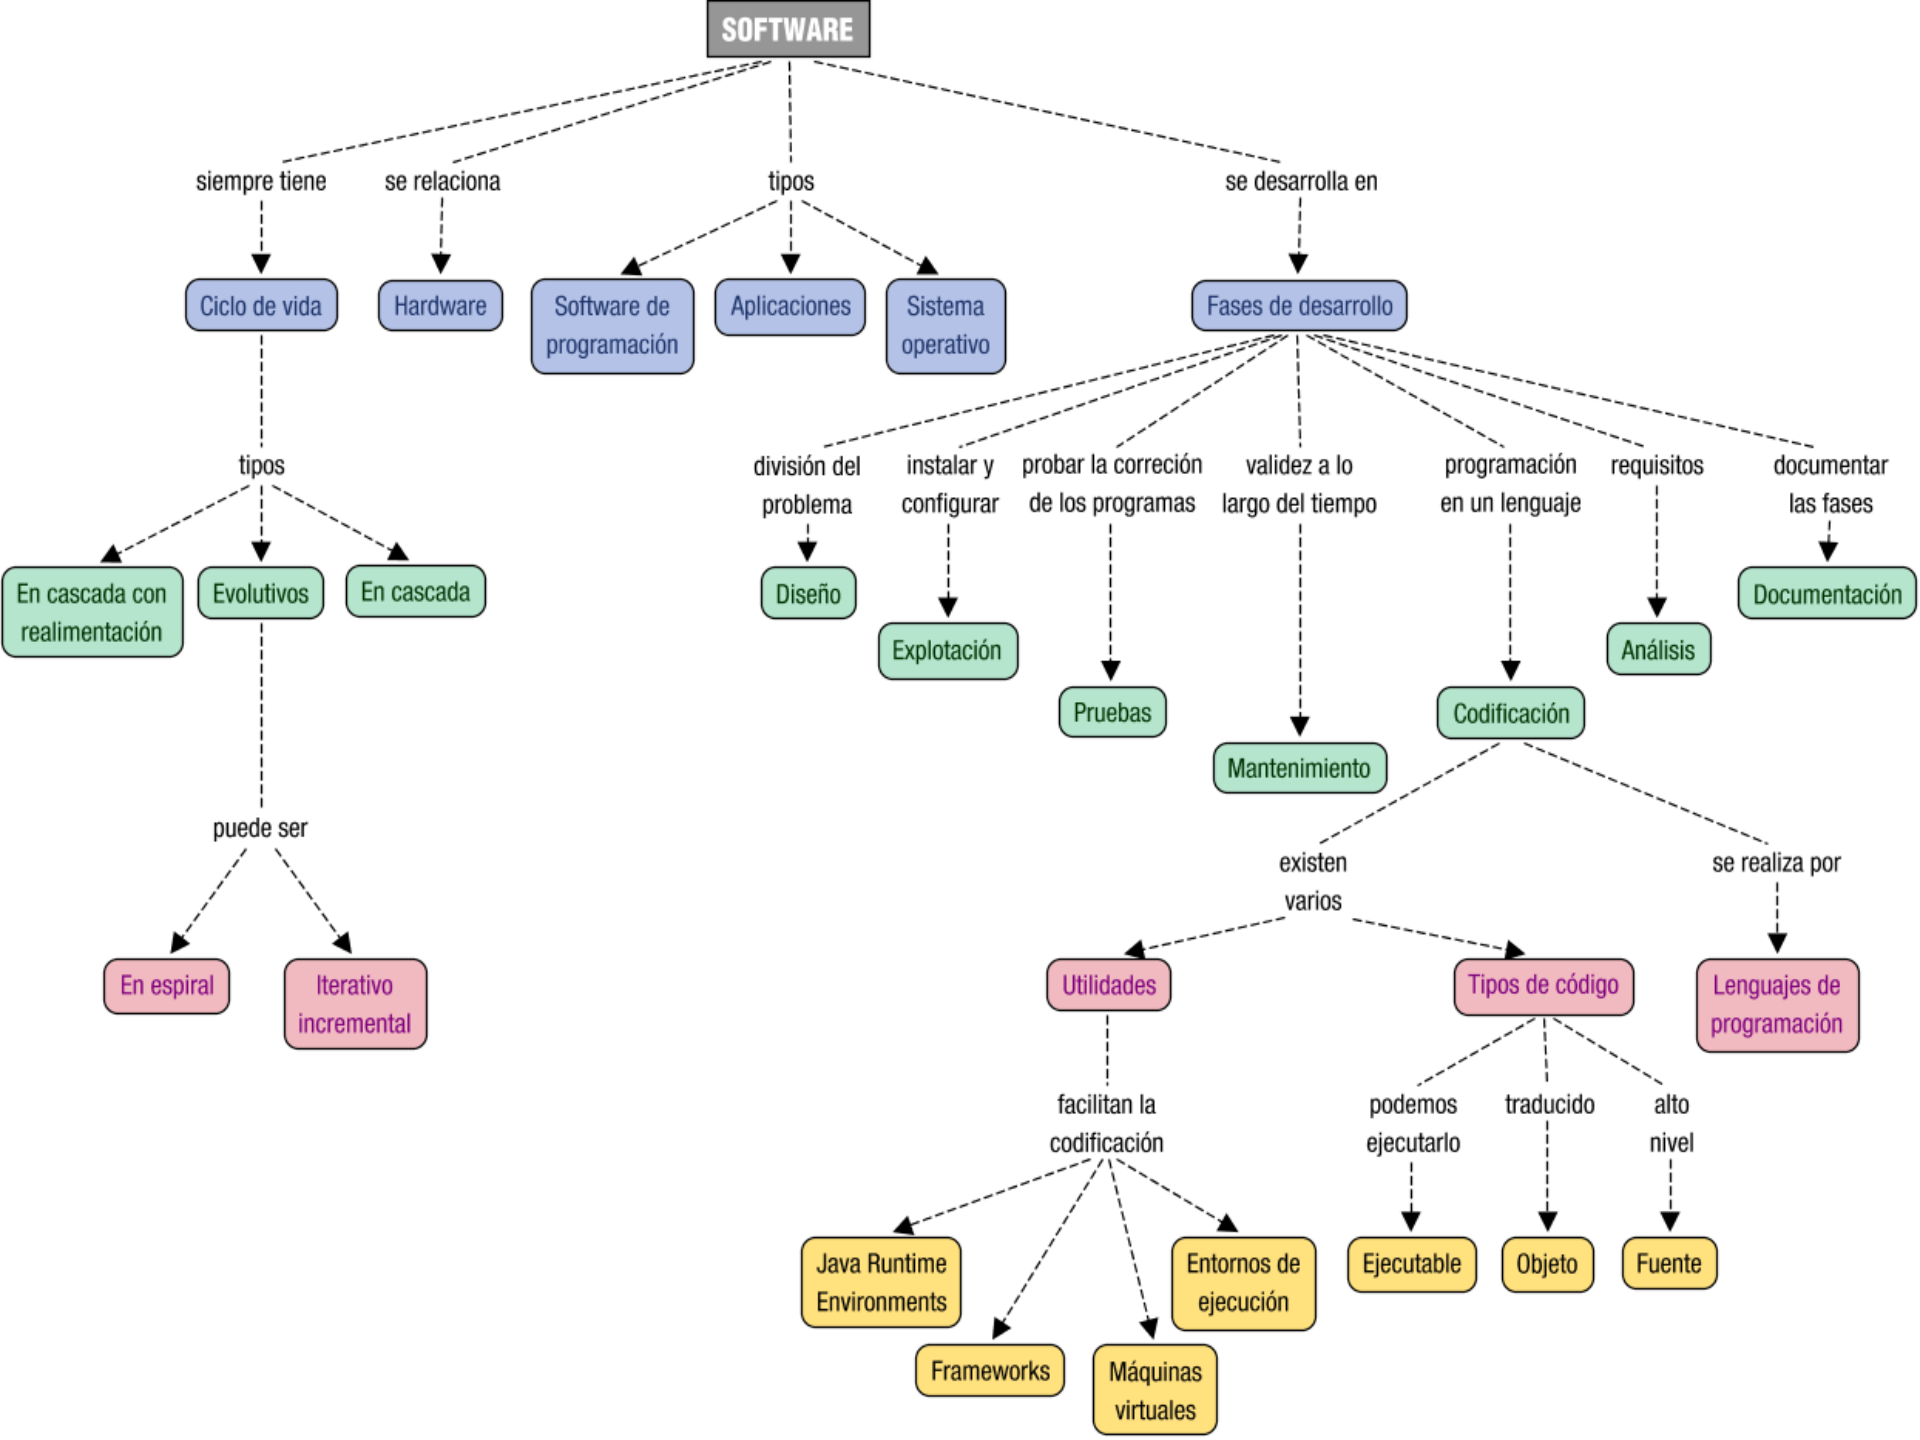 SOFTWARE
siempre tiene
se relaciona
tipos
se desarrolla en
Ciclo de vida
Hardware
Software de
programación
Aplicaciones
Sistema
operativo
Fases de desarrollo
tipos
división del
problema
instalar y
configurar
probar la correción
de los programas
validez a lo
largo del tiempo
programación
en un lenguaje
requisitos
documentar
las fases
En cascada con
realimentación
Evolutivos
En cascada
Diseño
Explotación
Pruebas
Mantenimiento
Codificación
Análisis
Documentación
puede ser
existen
varios
se realiza por
En espiral
Iterativo
incremental
Utilidades
Tipos de código
Lenguajes de
programación
facilitan la
codificación
podemos
ejecutarlo
traducido
alto
nivel
Java Runtime
Environments
Entornos de
ejecución
Ejecutable
Objeto
Fuente
Frameworks
Máquinas
virtuales